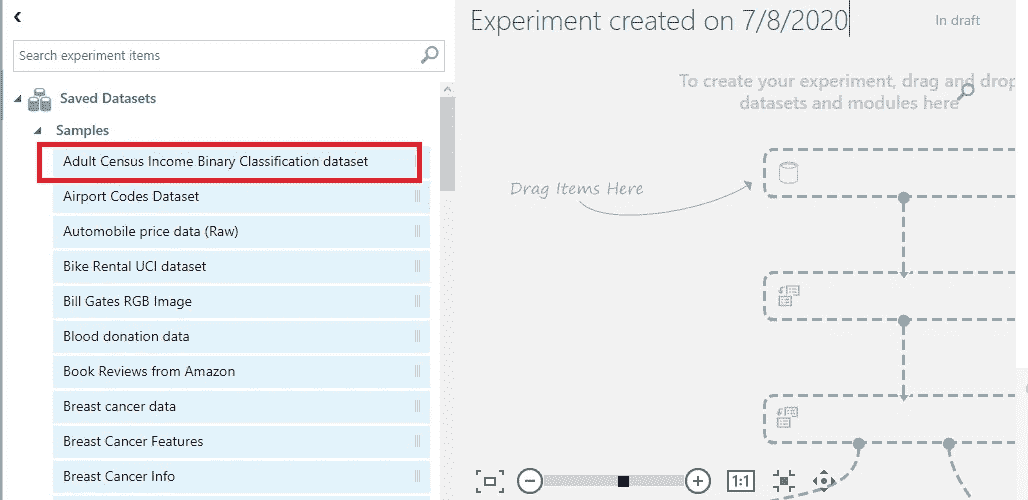 Search experiment items
Saved Datasets
Samples
Adult Census Income Binary Classification dataset
Airport Codes Dataset
Automobile price data (Raw)
Bike Rental UCI dataset
Bill Gates RGB Image
Blood donation data
Book Reviews from Amazon
Breast cancer data
Breast Cancer Features
Breast Cancer Info
Experiment created on 7/8/2020
In draft
To create your experiment, drag and drop
datasets and modules here
Drag Items Here
1:1